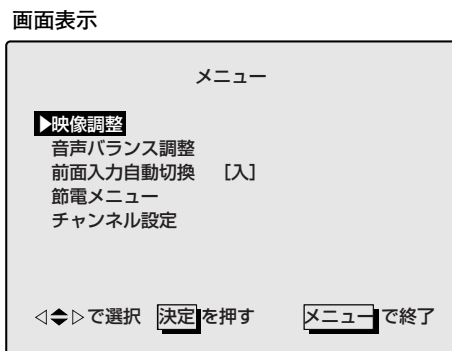 画面表示
メニュー
▶映像調整
音声バランス調整
前面入力自動切換 [入]
節電メニュー
チャンネル設定
◁◆▷で選択 決定を押す メニューで終了